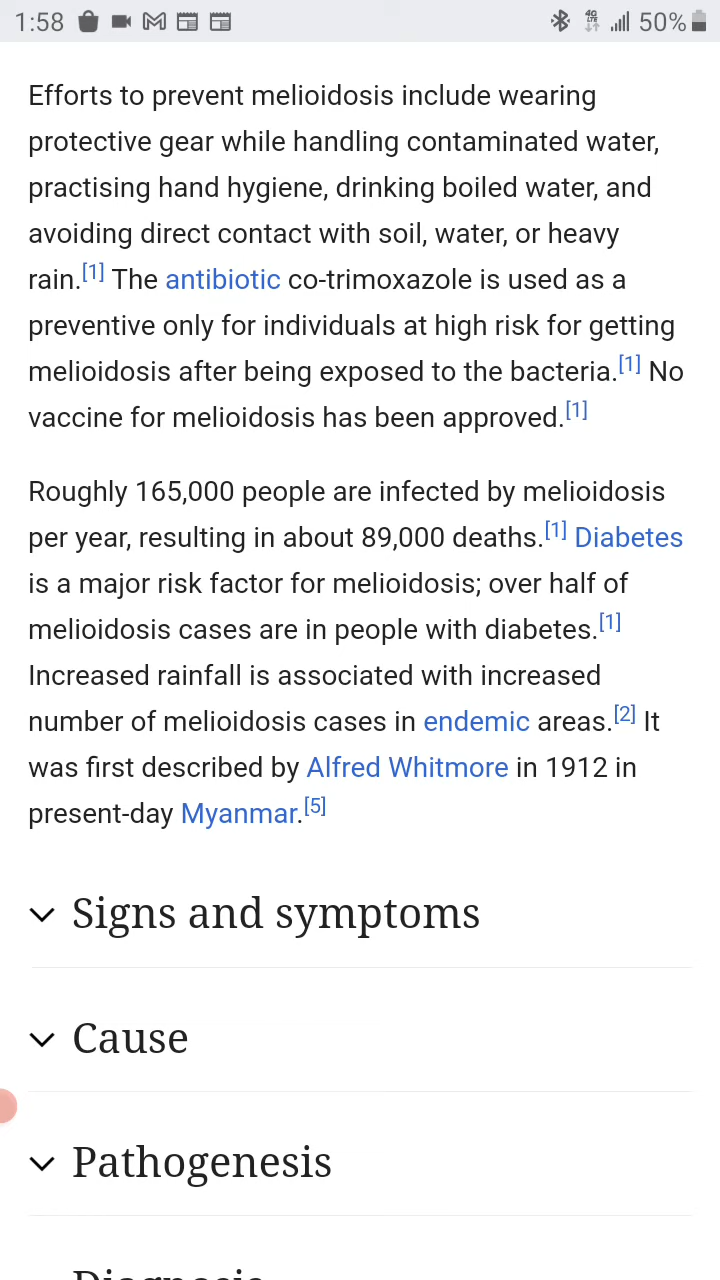 1:58
4G
LTE
50%
Efforts to prevent melioidosis include wearing
protective gear while handling contaminated water,
practising hand hygiene, drinking boiled water, and
avoiding direct contact with soil, water, or heavy
rain.[1] The antibiotic co-trimoxazole is used as a
preventive only for individuals at high risk for getting
melioidosis after being exposed to the bacteria.[1] No
vaccine for melioidosis has been approved.[1]
Roughly 165,000 people are infected by melioidosis
per year, resulting in about 89,000 deaths.[1] Diabetes
is a major risk factor for melioidosis; over half of
melioidosis cases are in people with diabetes.[1]
Increased rainfall is associated with increased
number of melioidosis cases in endemic areas.[2] It
was first described by Alfred Whitmore in 1912 in
present-day Myanmar.[5]
Signs and symptoms
Cause
Pathogenesis
Diagnosis